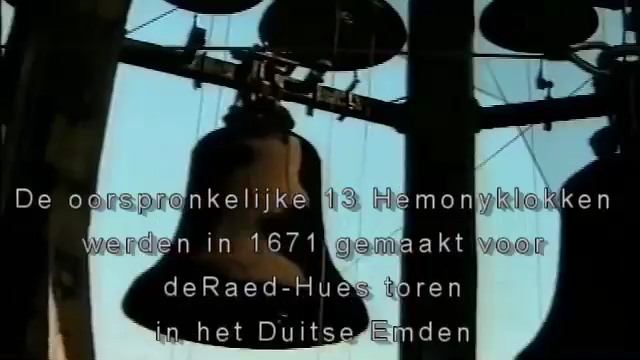 De oorspronkelijke 13 Hemonyklokken
werden in 1671 gemaakt voor
deRaed-Hues toren
in het Duitse Emden